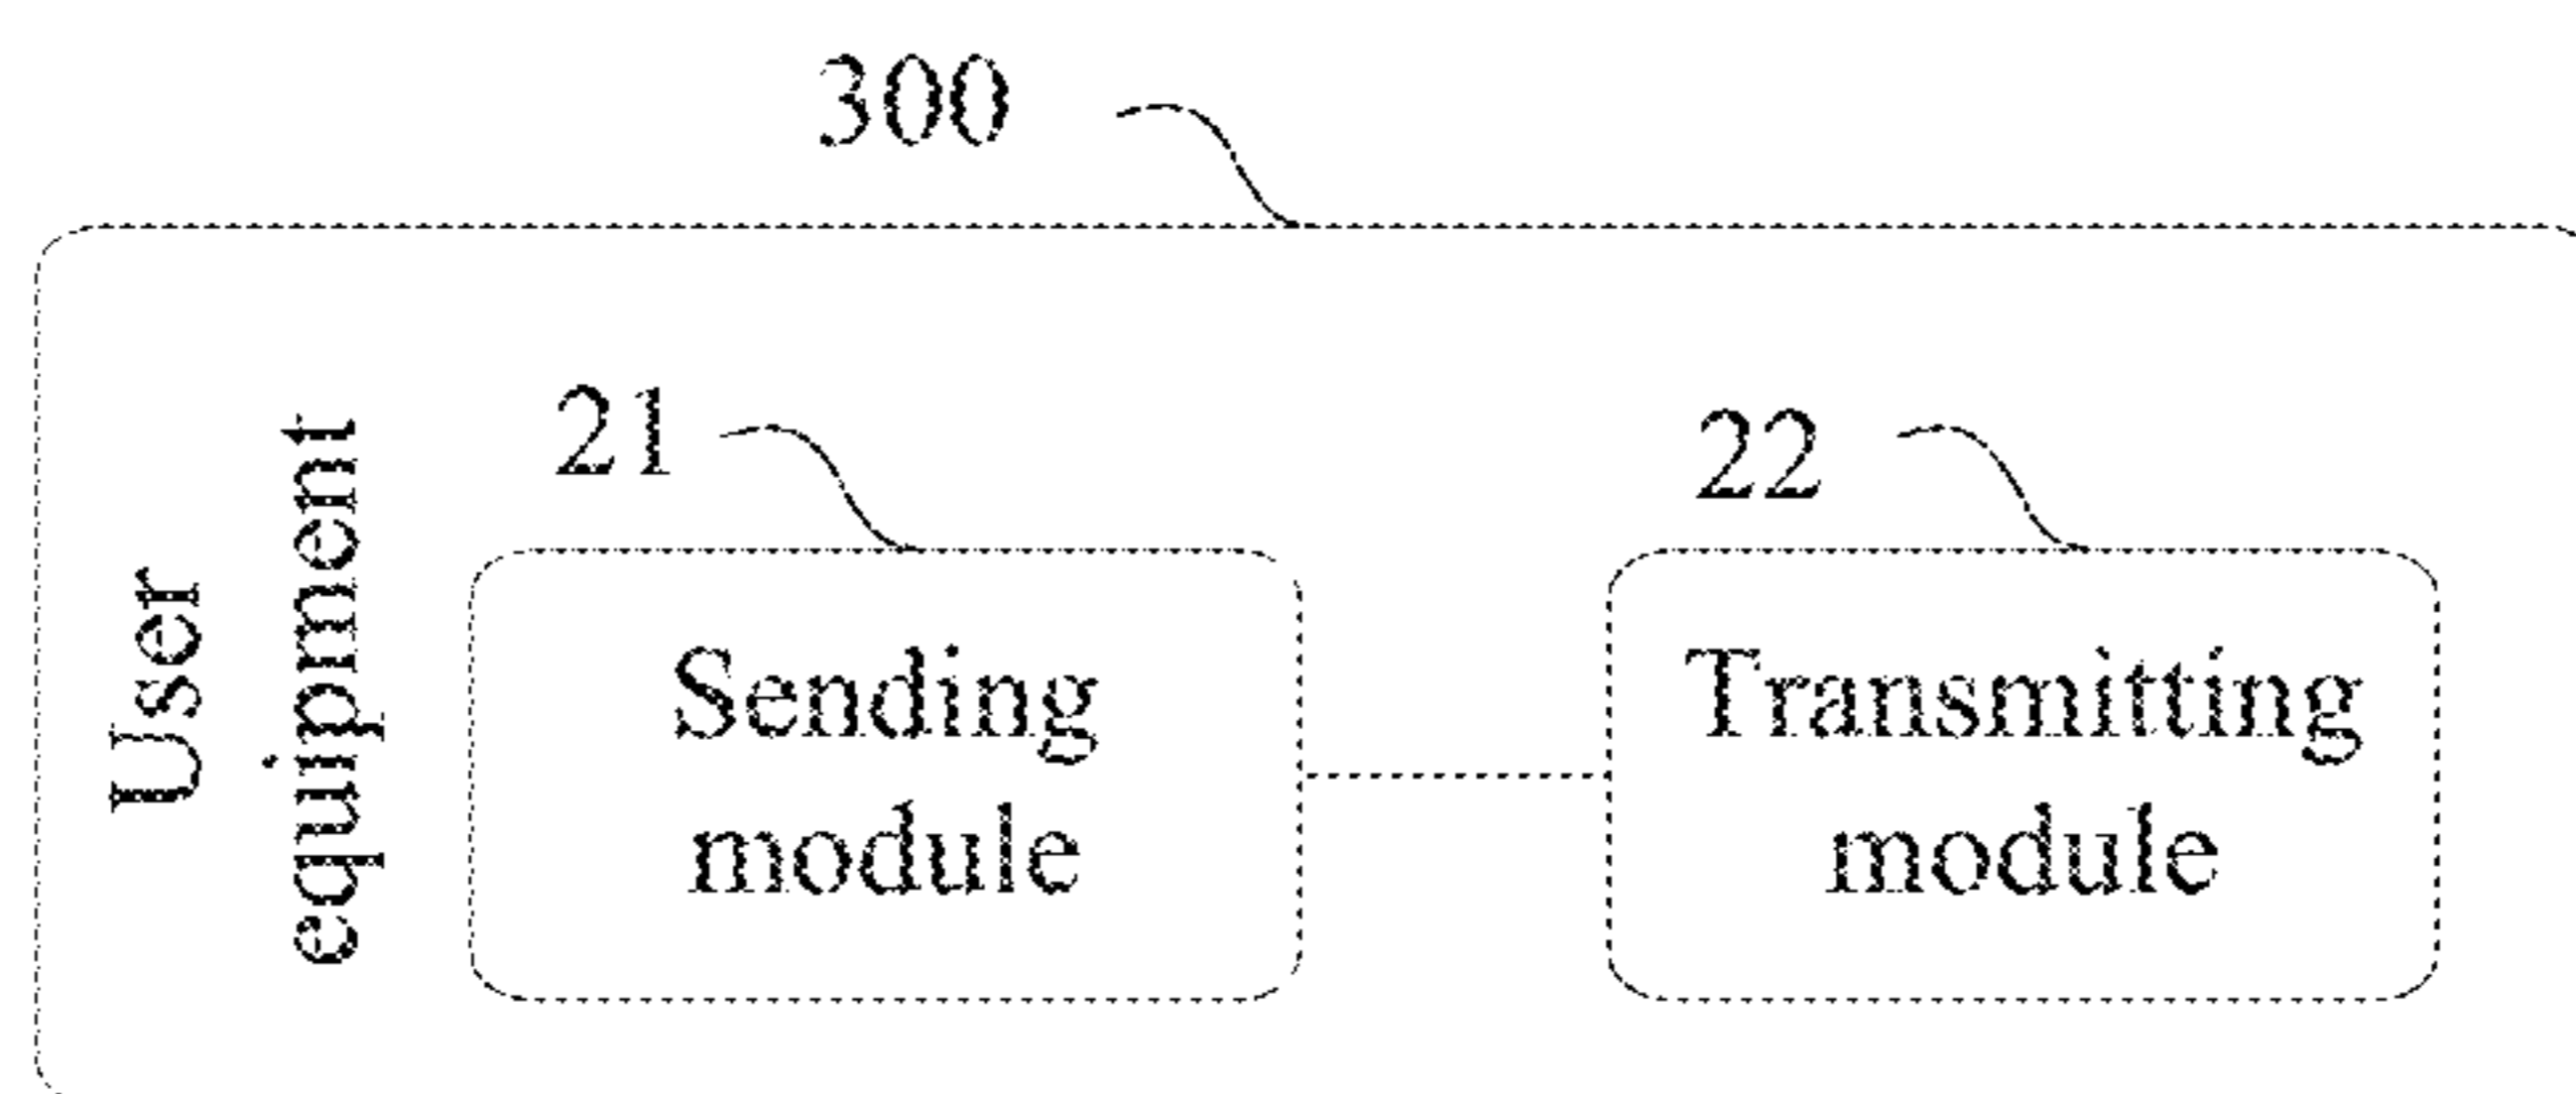 300
User
equipment
21
Sending
module
22
Transmitting
module